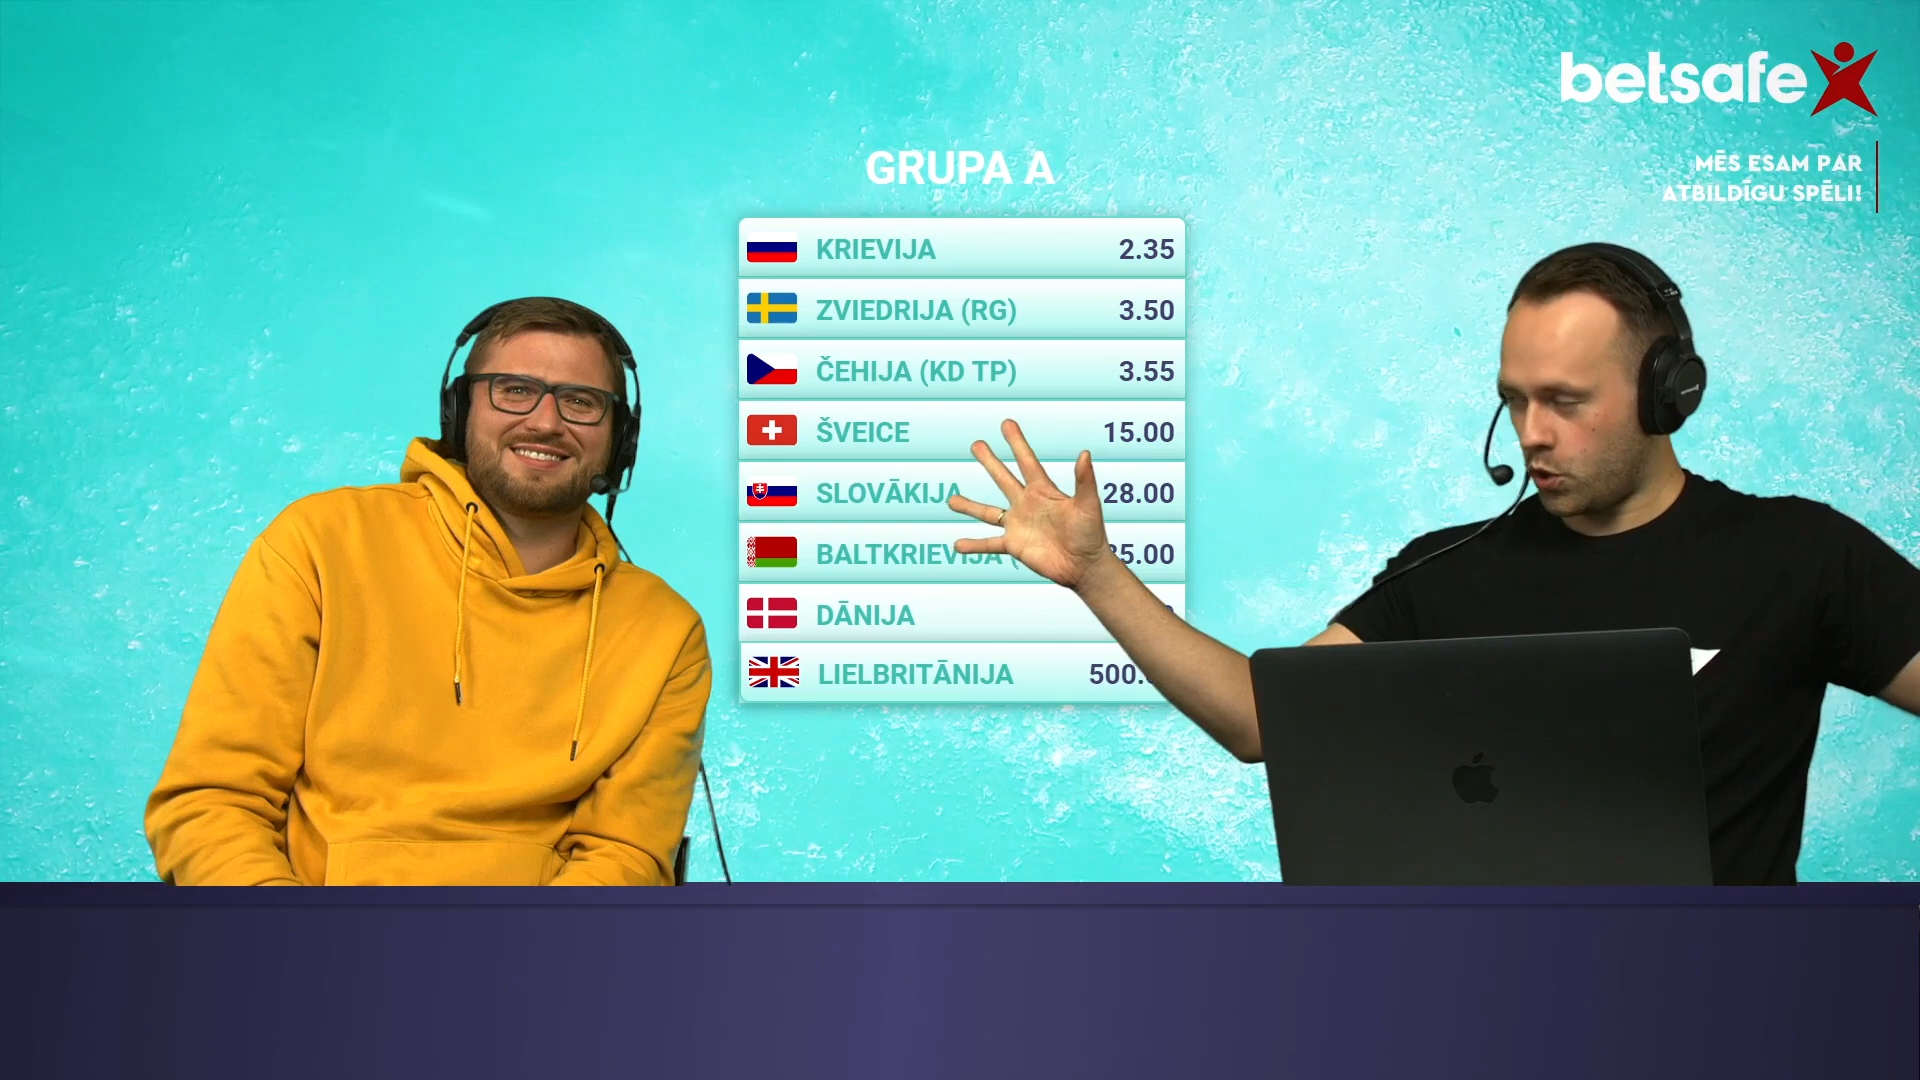 betsafe
MĒS ESAM PAR
ATBILDĪGU SPĒLI!
GRUPA A
KRIEVIJA 2.35
ZVIEDRIJA (RG) 3.50
ČEHIJA (KD TP) 3.55
ŠVEICE 15.00
SLOVĀKIJA 28.00
BALTKRIEVIJA
DĀNIJA
LIELBRITĀNIJA